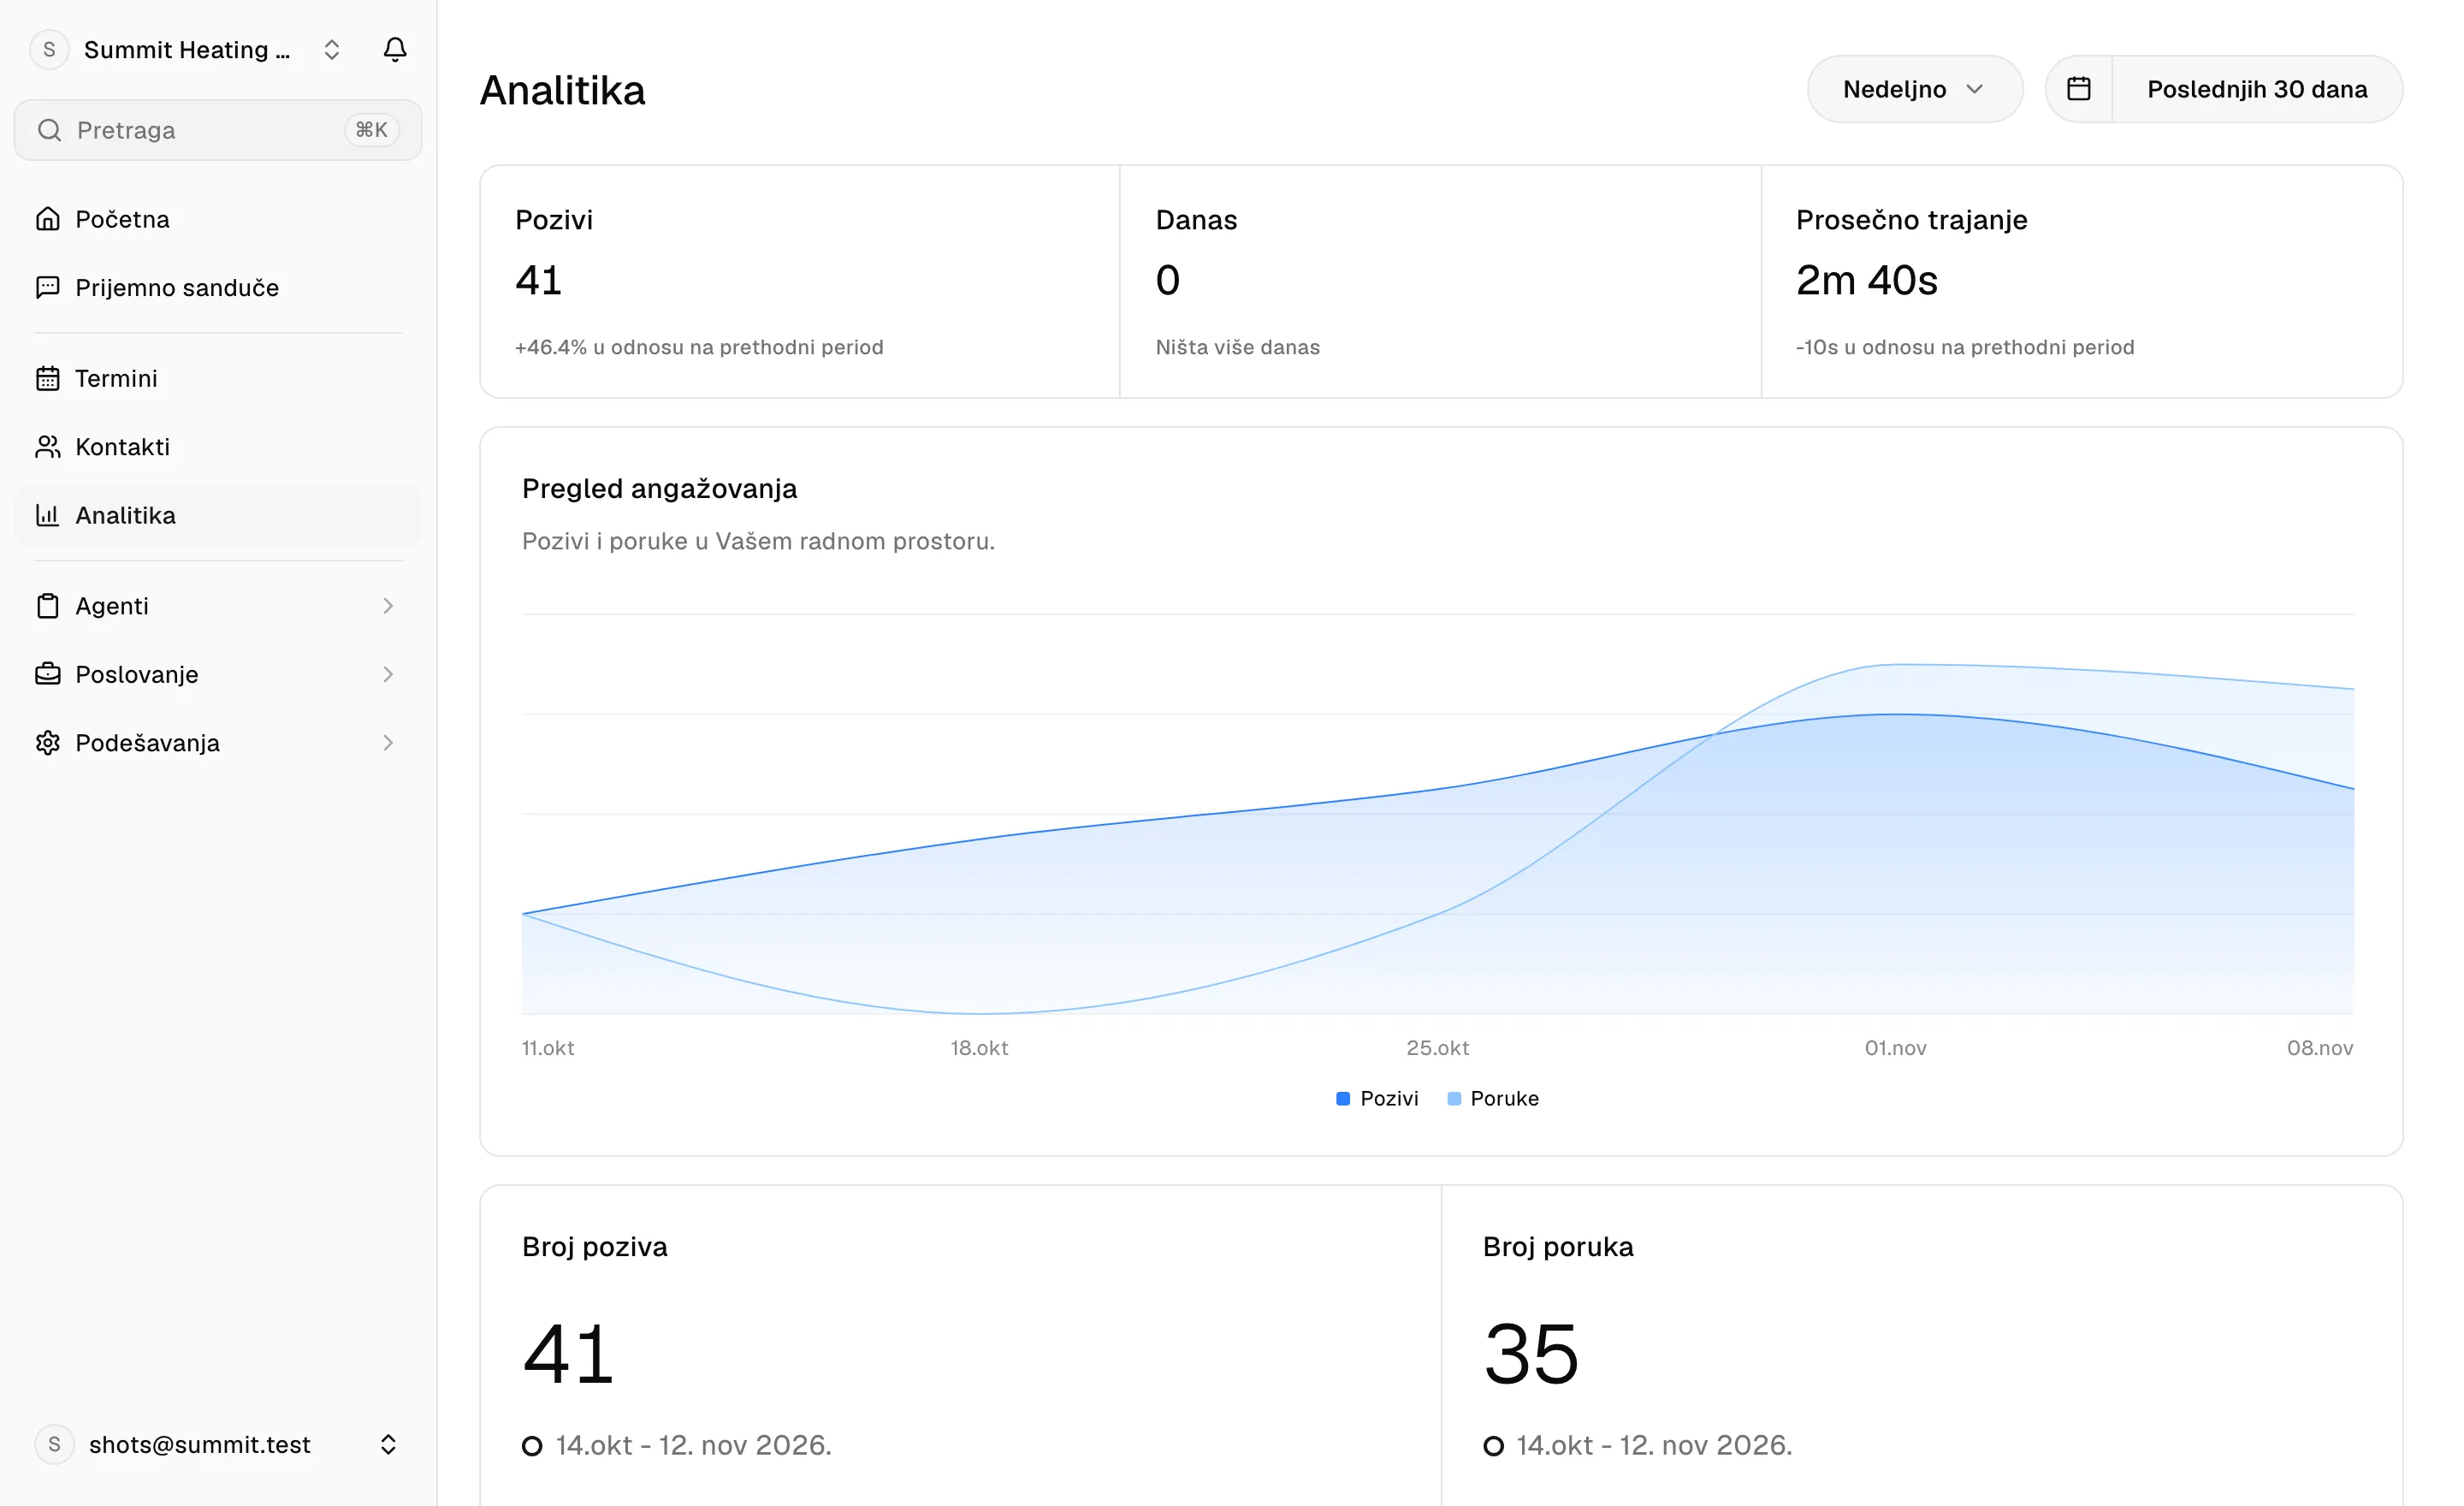 S Summit Heating ...
Pretraga ⌘K
Početna
Prijemno sanduče
Termini
Kontakti
Analitika
Agenti
Poslovanje
Podešavanja
S shots@summit.test
Analitika
Nedeljno
Poslednjih 30 dana
Pozivi
41
+46.4% u odnosu na prethodni period
Danas
0
Ništa više danas
Prosečno trajanje
2m 40s
-10s u odnosu na prethodni period
Pregled angažovanja
Pozivi i poruke u Vašem radnom prostoru.
11.okt 18.okt 25.okt 01.nov 08.nov
Pozivi Poruke
Broj poziva
41
14.okt - 12. nov 2026.
Broj poruka
35
14.okt - 12. nov 2026.